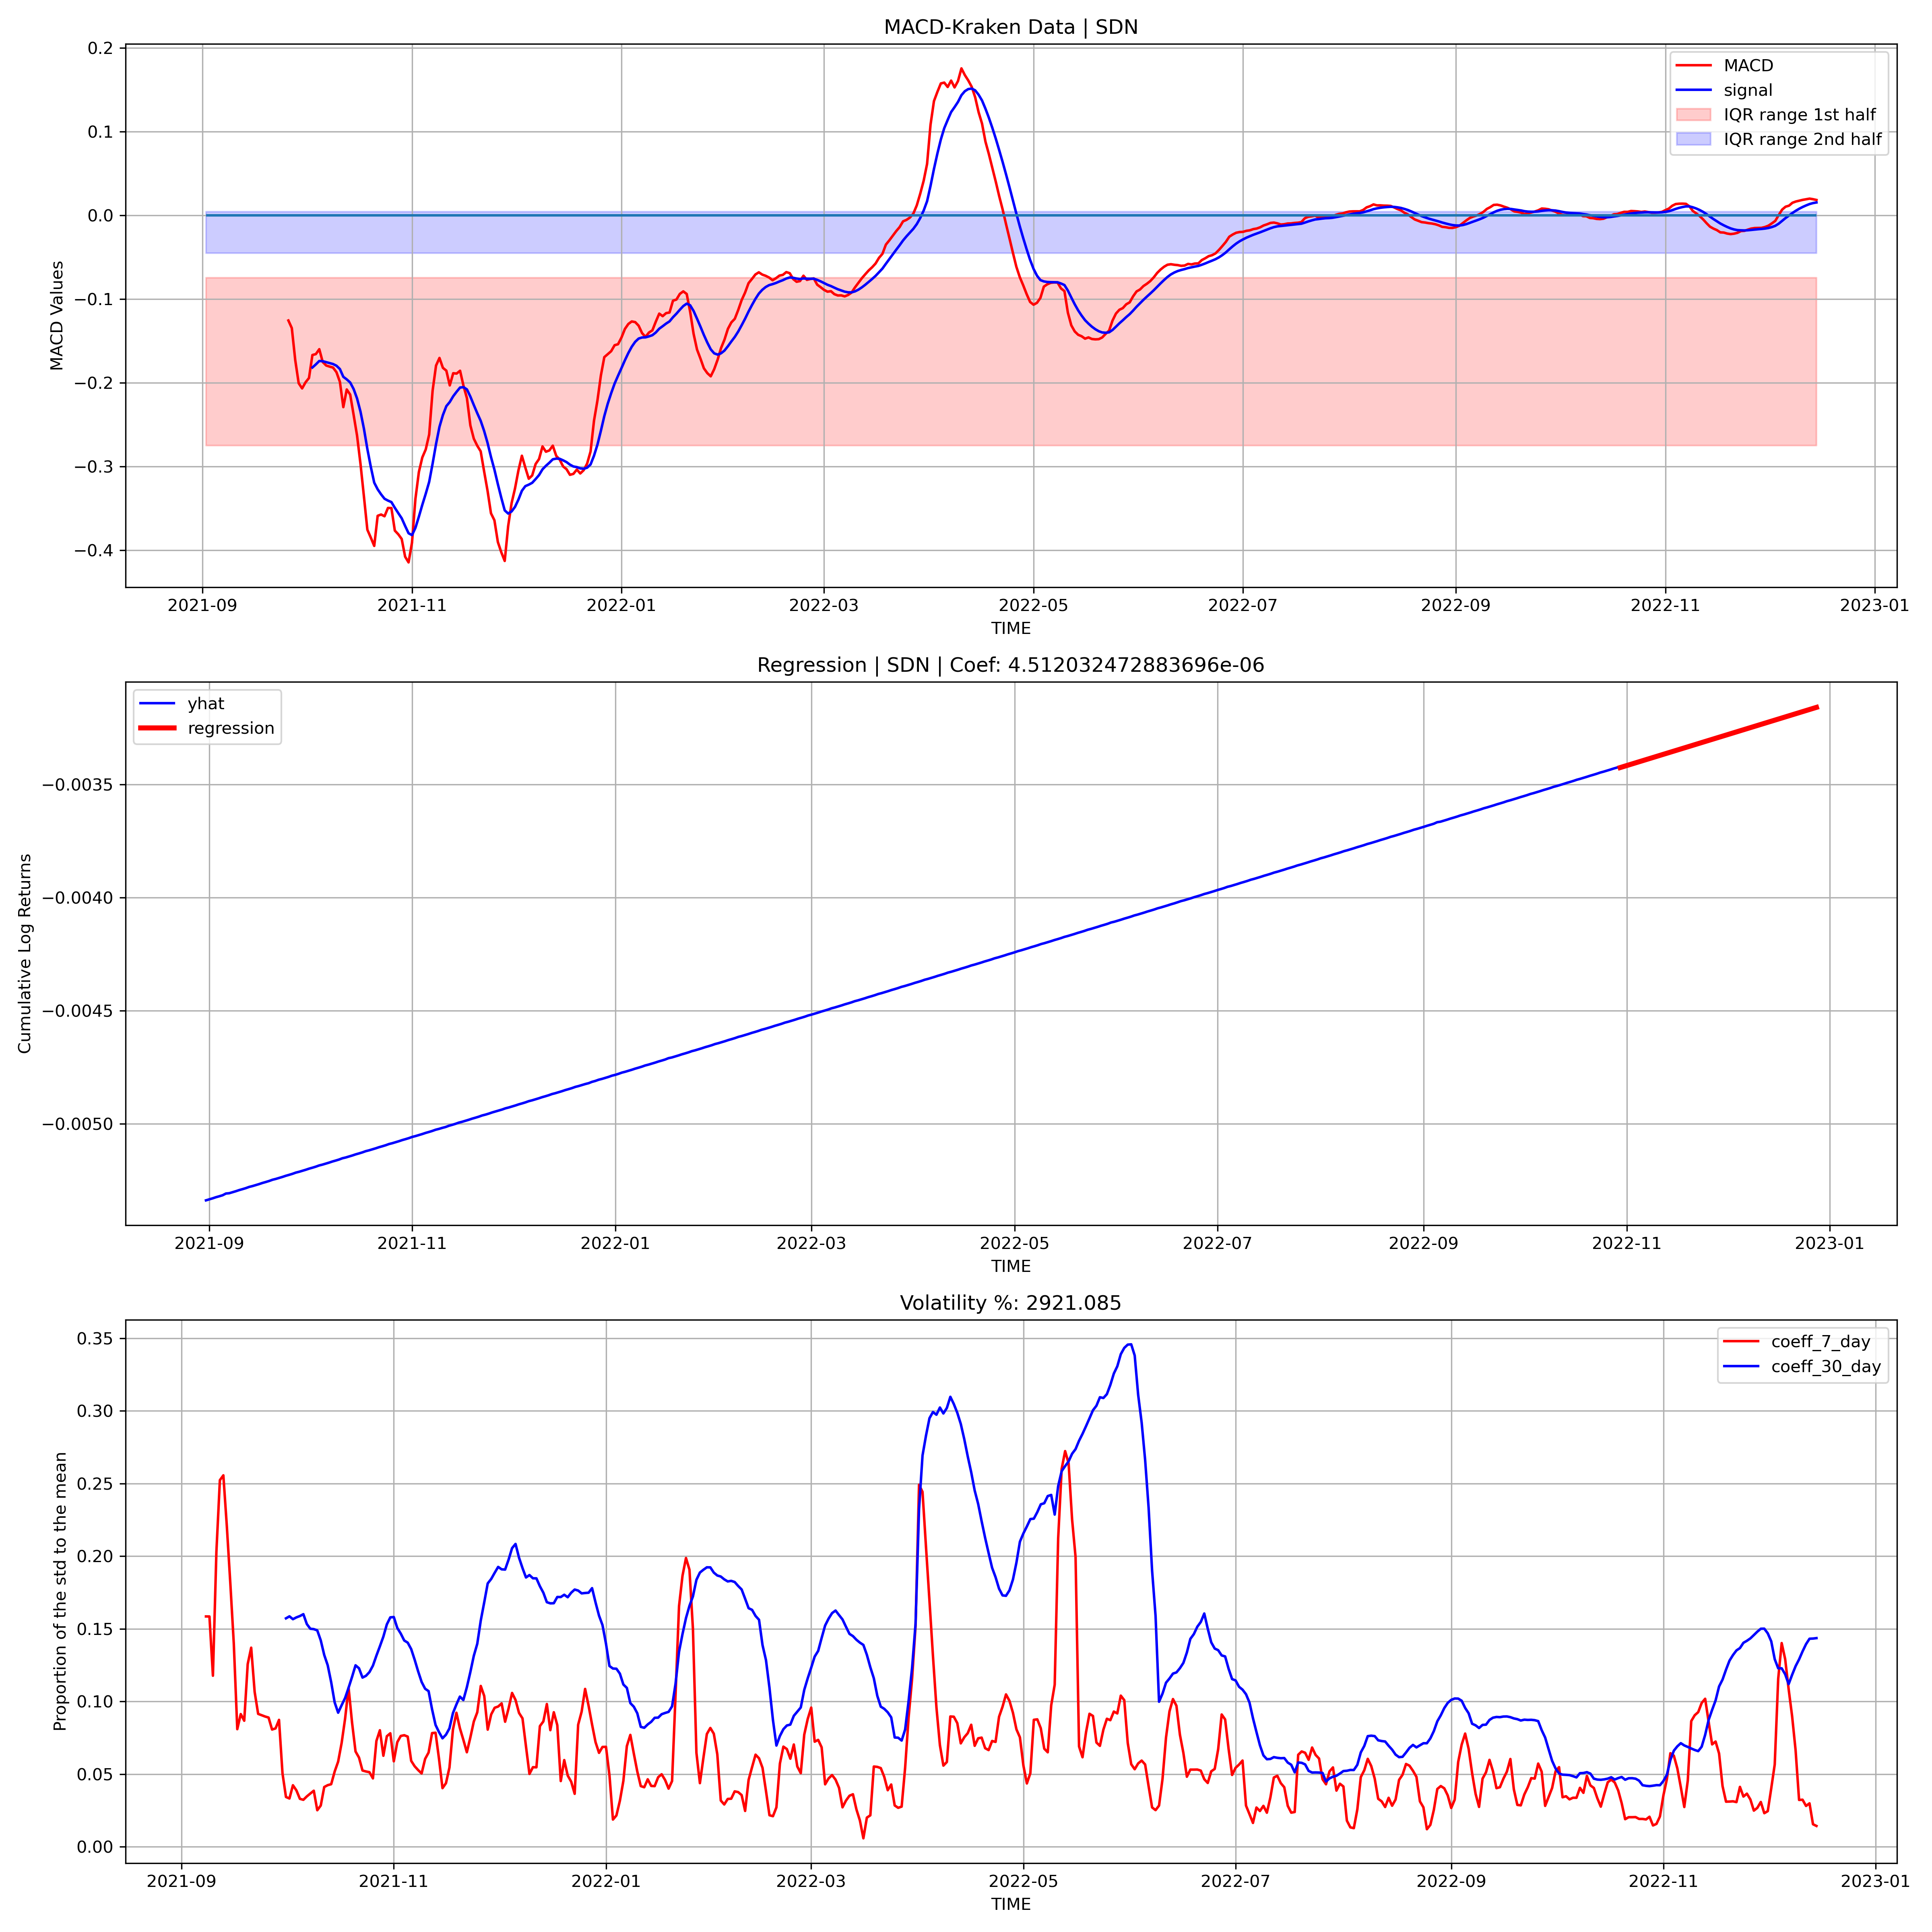 MACD-Kraken Data | SDN
MACD
signal
IQR range 1st half
IQR range 2nd half
0.2
0.1
0.0
−0.1
−0.2
−0.3
−0.4
MACD Values
2021-09 2021-11 2022-01 2022-03 2022-05 2022-07 2022-09 2022-11 2023-01
TIME
Regression | SDN | Coef: 4.512032472883696e-06
yhat
regression
−0.0035
−0.0040
−0.0045
−0.0050
Cumulative Log Returns
2021-09 2021-11 2022-01 2022-03 2022-05 2022-07 2022-09 2022-11 2023-01
TIME
Volatility %: 2921.085
coeff_7_day
coeff_30_day
0.35
0.30
0.25
0.20
0.15
0.10
0.05
0.00
Proportion of the std to the mean
2021-09 2021-11 2022-01 2022-03 2022-05 2022-07 2022-09 2022-11 2023-01
TIME